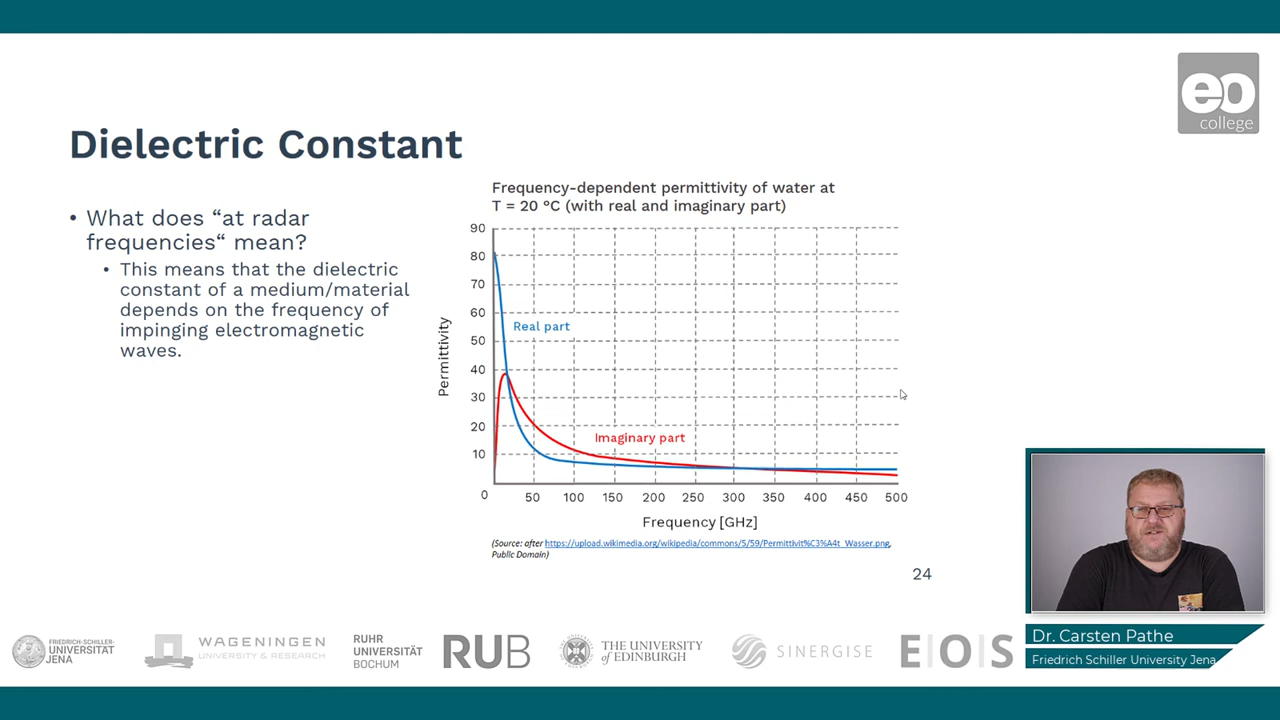 eo
college
Dielectric Constant
• What does “at radar
frequencies“ mean?
• This means that the dielectric
constant of a medium/material
depends on the frequency of
impinging electromagnetic
waves.
Frequency-dependent permittivity of water at
T = 20 °C (with real and imaginary part)
Permittivity
90
80
70
60
50
40
30
20
10
0
Real part
Imaginary part
50 100 150 200 250 300 350 400 450 500
Frequency [GHz]
(Source: after https://upload.wikimedia.org/wikipedia/commons/5/59/Permittivit%C3%A4t_Wasser.png,
Public Domain)
24
Dr. Carsten Pathe
Friedrich Schiller University Jena
FRIEDRICH-SCHILLER-
UNIVERSITÄT
JENA
WAGENINGEN
UNIVERSITY & RESEARCH
RUHR
UNIVERSITÄT
BOCHUM
RUB
THE UNIVERSITY
of EDINBURGH
SINERGISE
E|O|S